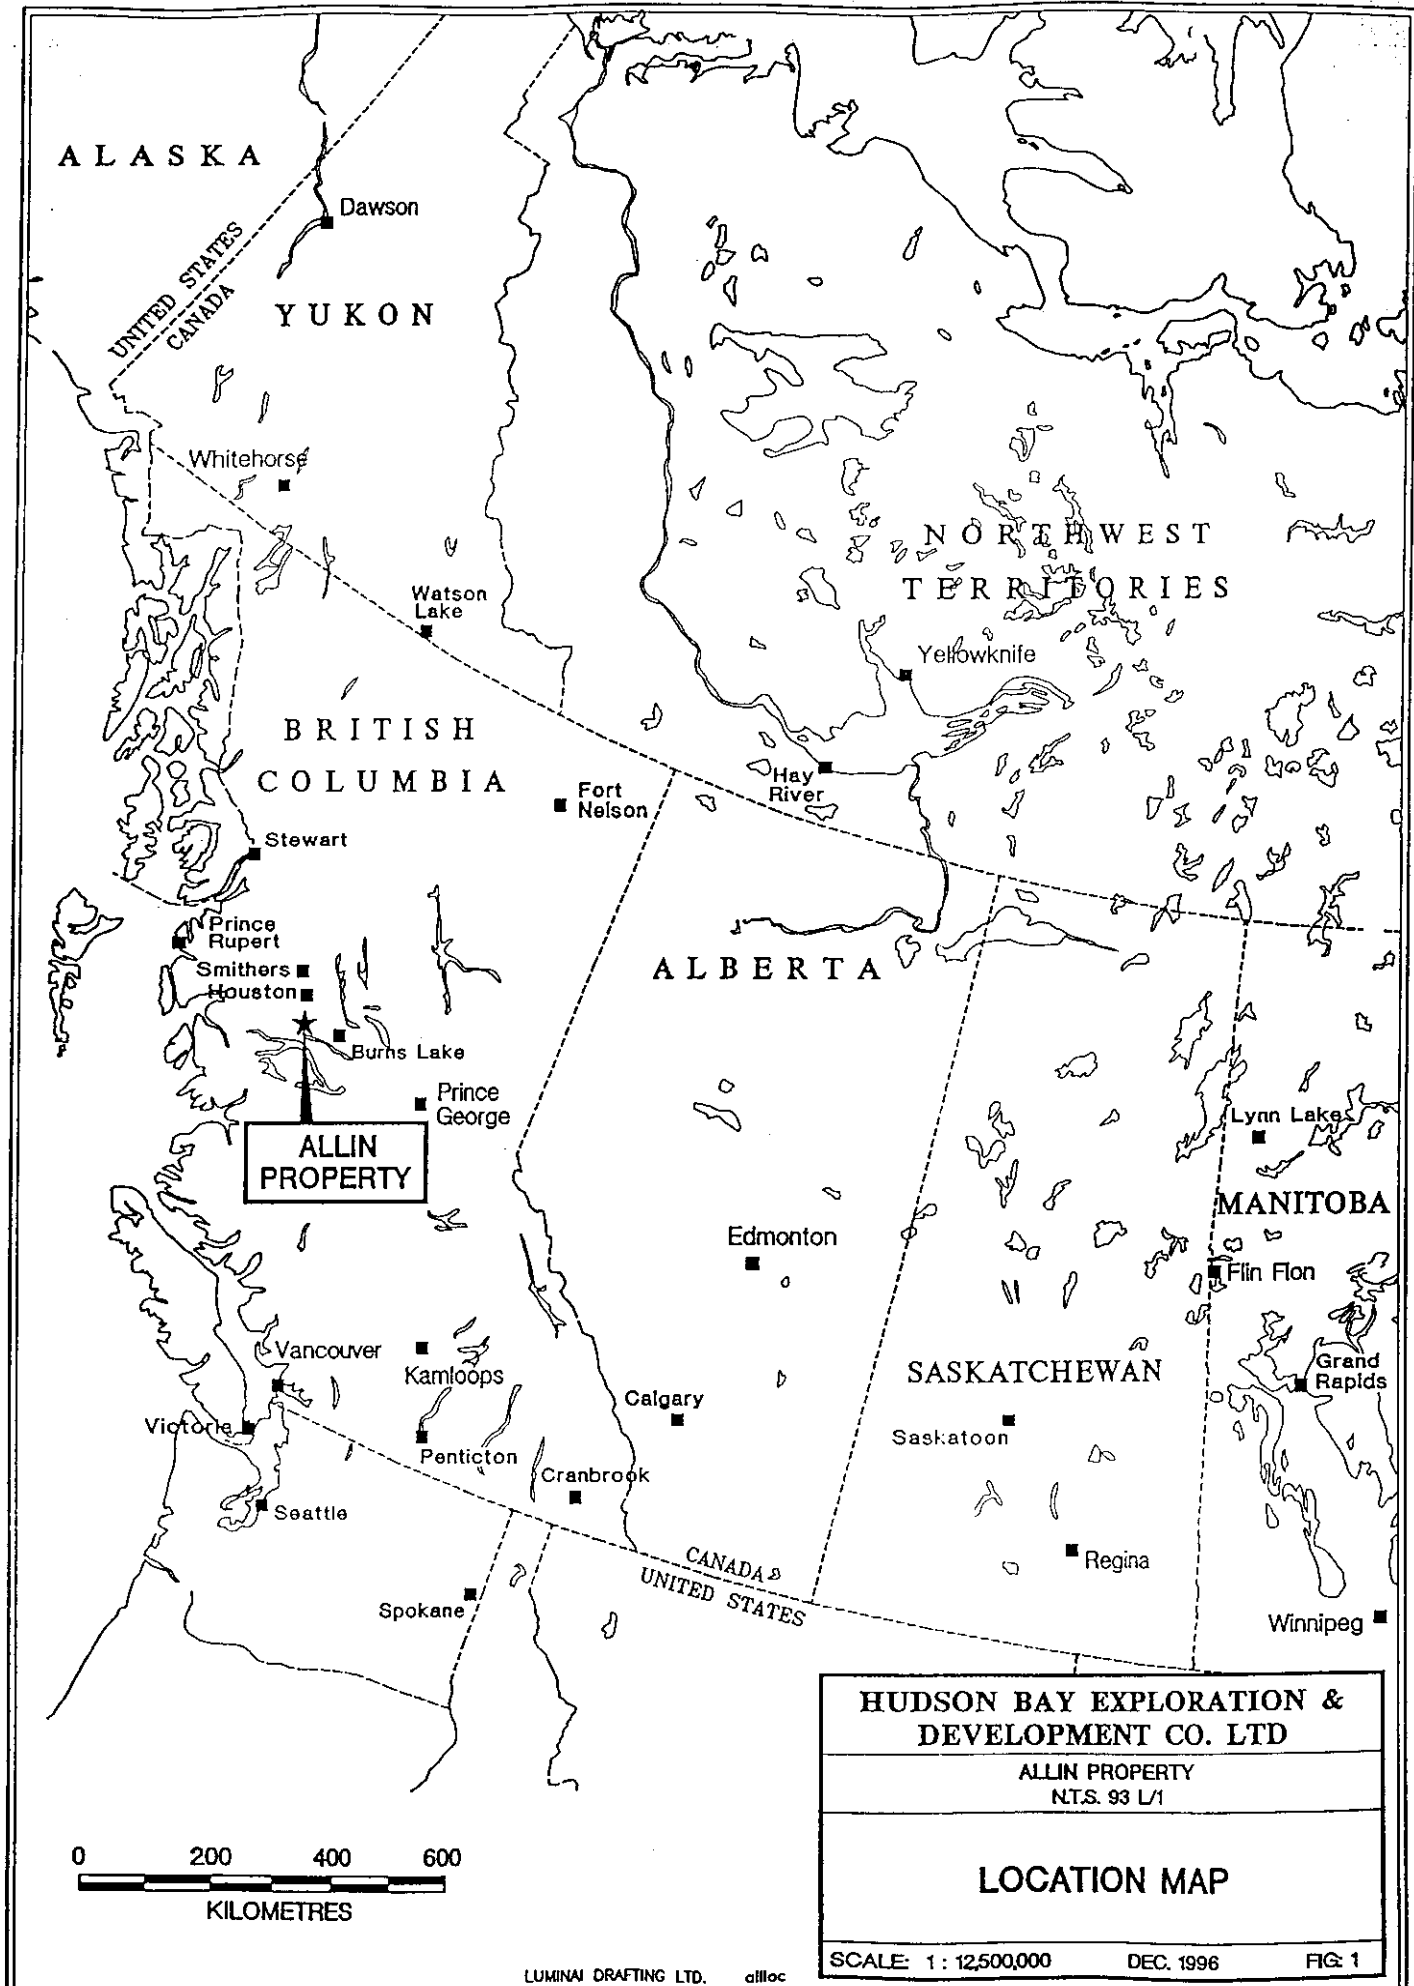 ALASKA
Dawson
UNITED STATES
CANADA
YUKON
Whitehorse
NORTHWEST
TERRITORIES
Watson
Lake
Yellowknife
BRITISH
COLUMBIA
Hay
River
Fort
Nelson
Stewart
Prince
Rupert
Smithers
Houston
ALBERTA
Burns Lake
Prince
George
Lynn Lake
ALLIN
PROPERTY
MANITOBA
Edmonton
Flin Flon
Vancouver
Kamloops
SASKATCHEWAN
Grand
Rapids
Calgary
Victoria
Saskatoon
Penticton
Cranbrook
Seattle
CANADA
UNITED STATES
Regina
Spokane
Winnipeg
HUDSON BAY EXPLORATION &
DEVELOPMENT CO. LTD
ALLIN PROPERTY
N.T.S. 93 L/1
LOCATION MAP
0 200 400 600
KILOMETRES
SCALE: 1 : 12,500,000 DEC. 1996 FIG: 1
LUMINAI DRAFTING LTD. allloc